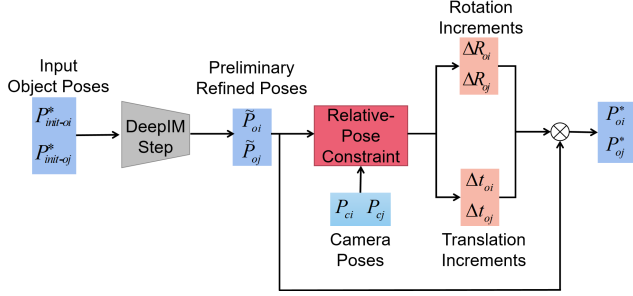 Input
Object Poses
P*init-oi
P*init-oj
DeepIM
Step
Preliminary
Refined Poses
P̃oi
P̃oj
Relative-
Pose
Constraint
Pci Pcj
Camera
Poses
Rotation
Increments
ΔRoi
ΔRoj
Δtoi
Δtoj
Translation
Increments
⊗
P*oi
P*oj